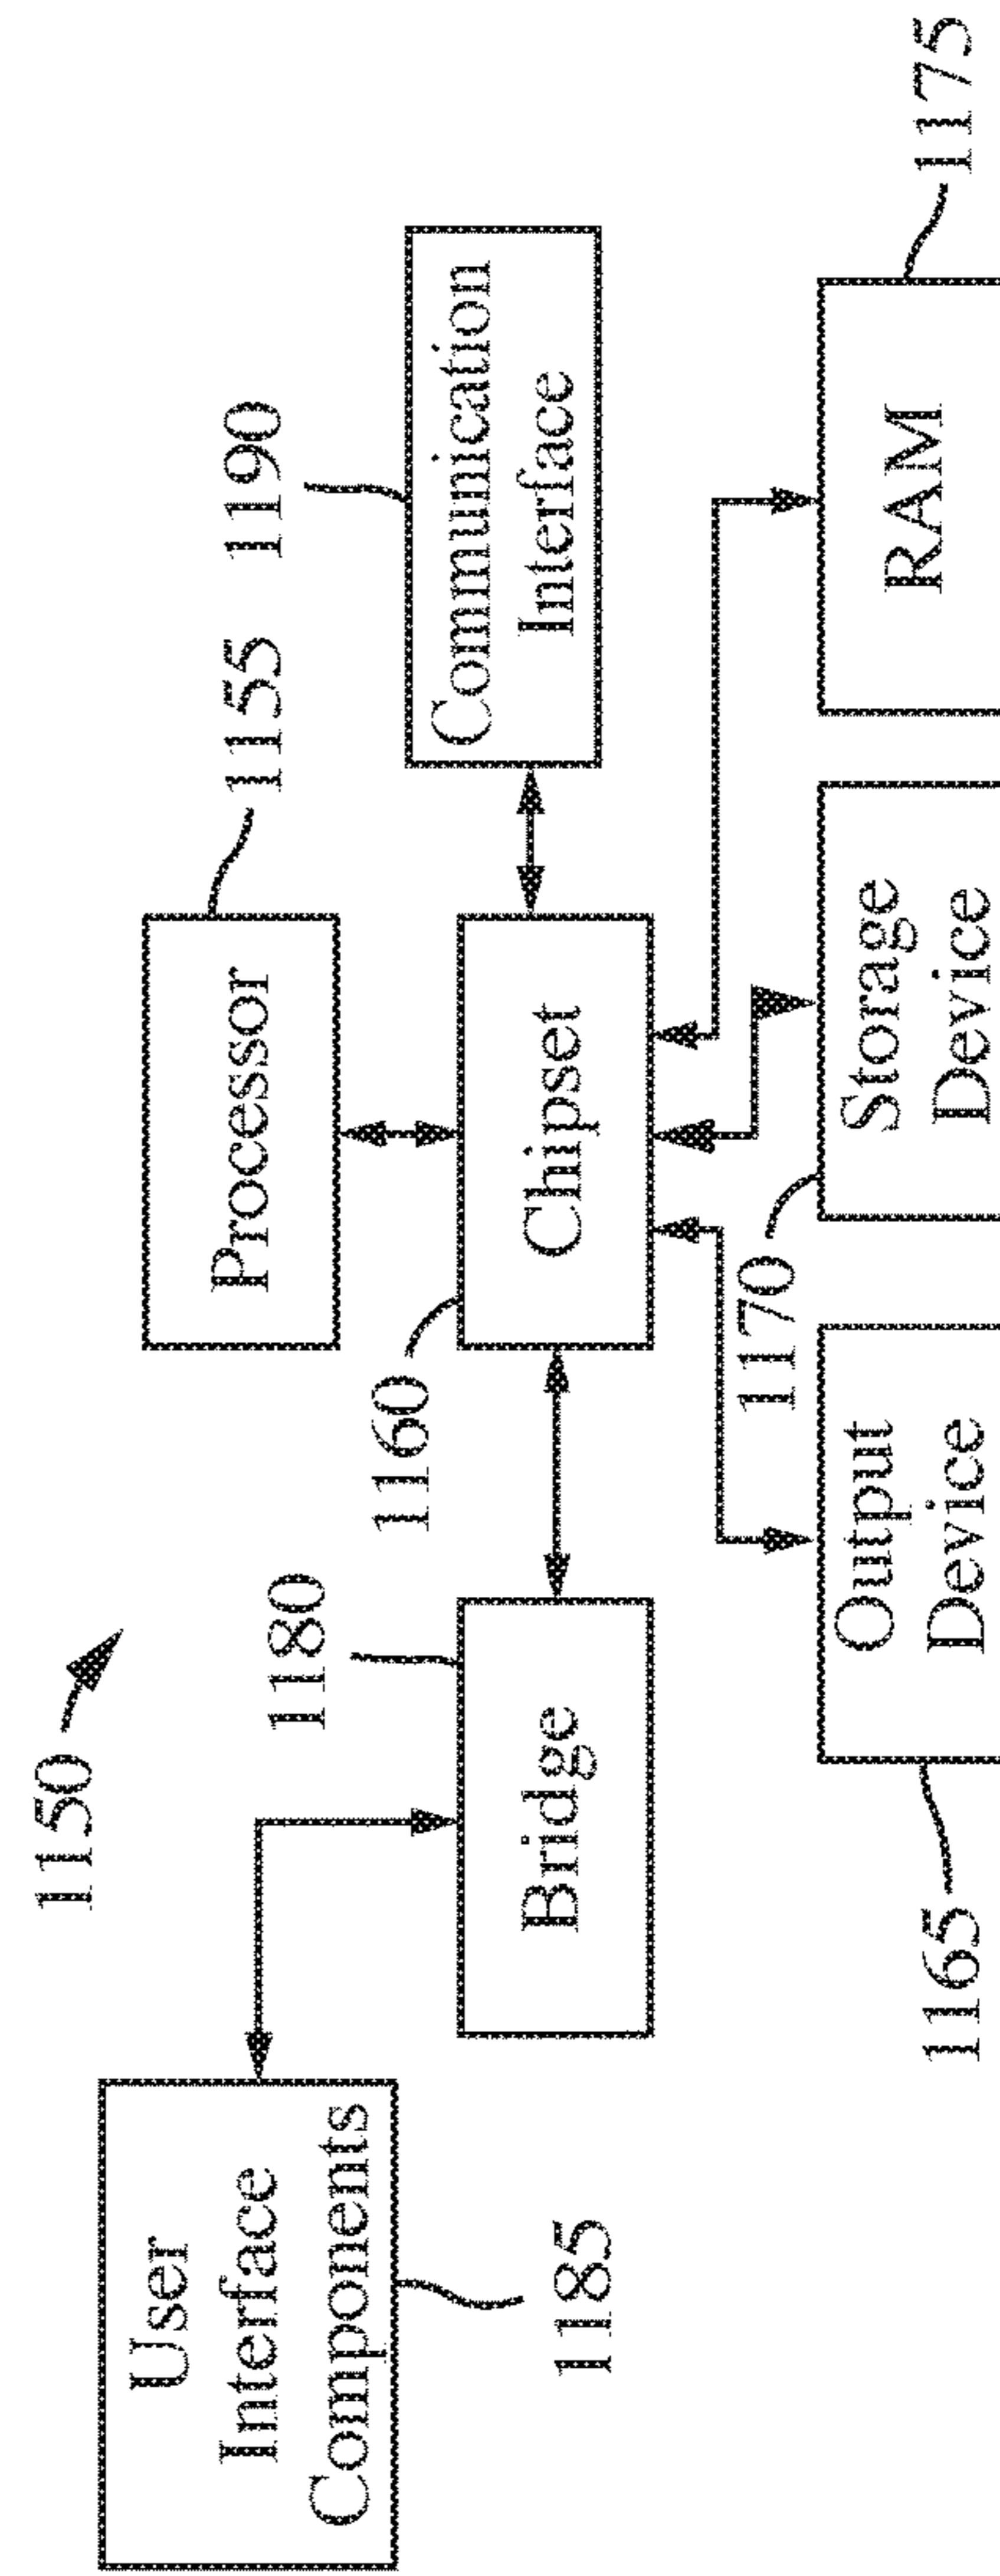 1150
User
Interface
Components
1185
1180
Bridge
1160
Processor
1155
1190
Chipset
Communication
Interface
1165
Output
Device
1170
Storage
Device
RAM
1175